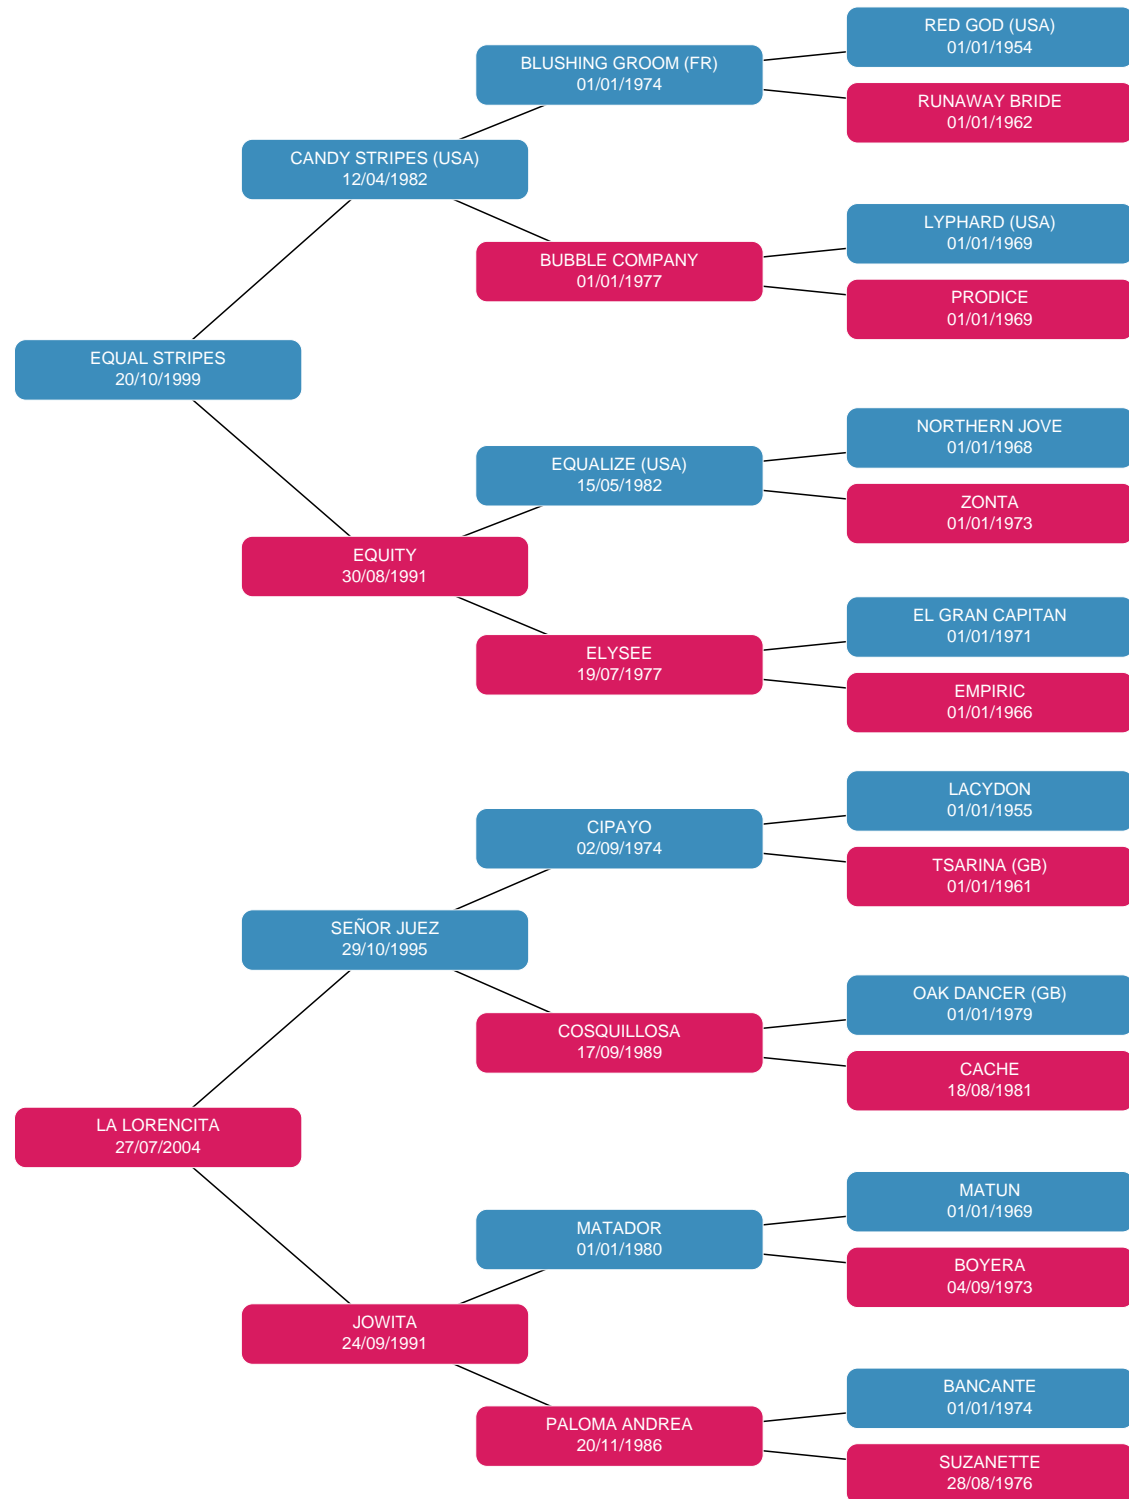 RED GOD (USA)
01/01/1954
BLUSHING GROOM (FR)
01/01/1974
RUNAWAY BRIDE
01/01/1962
CANDY STRIPES (USA)
12/04/1982
LYPHARD (USA)
01/01/1969
BUBBLE COMPANY
01/01/1977
PRODICE
01/01/1969
EQUAL STRIPES
20/10/1999
NORTHERN JOVE
01/01/1968
EQUALIZE (USA)
15/05/1982
ZONTA
01/01/1973
EQUITY
30/08/1991
EL GRAN CAPITAN
01/01/1971
ELYSEE
19/07/1977
EMPIRIC
01/01/1966
LACYDON
01/01/1955
CIPAYO
02/09/1974
TSARINA (GB)
01/01/1961
SEÑOR JUEZ
29/10/1995
OAK DANCER (GB)
01/01/1979
COSQUILLOSA
17/09/1989
CACHE
18/08/1981
LA LORENCITA
27/07/2004
MATUN
01/01/1969
MATADOR
01/01/1980
BOYERA
04/09/1973
JOWITA
24/09/1991
BANCANTE
01/01/1974
PALOMA ANDREA
20/11/1986
SUZANETTE
28/08/1976